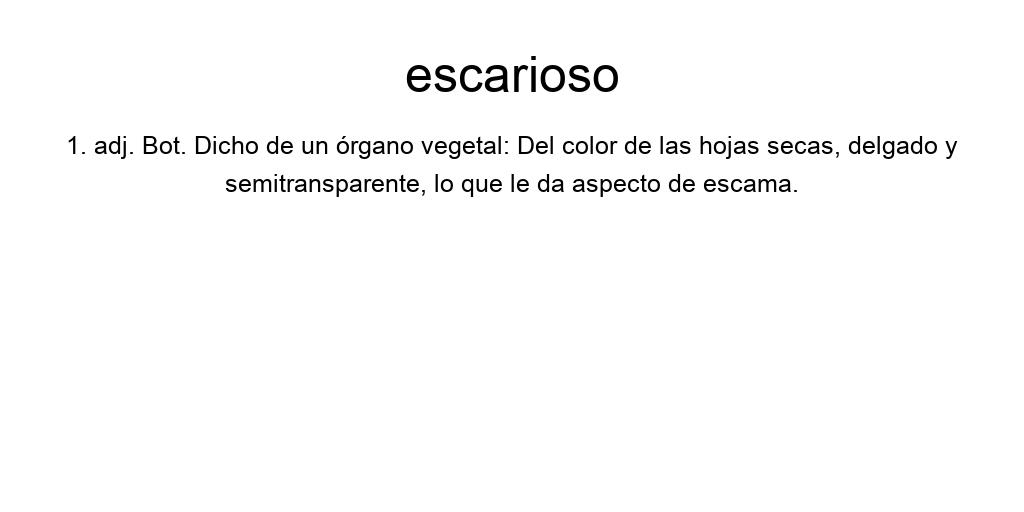 escarioso
1. adj. Bot. Dicho de un órgano vegetal: Del color de las hojas secas, delgado y
semitransparente, lo que le da aspecto de escama.